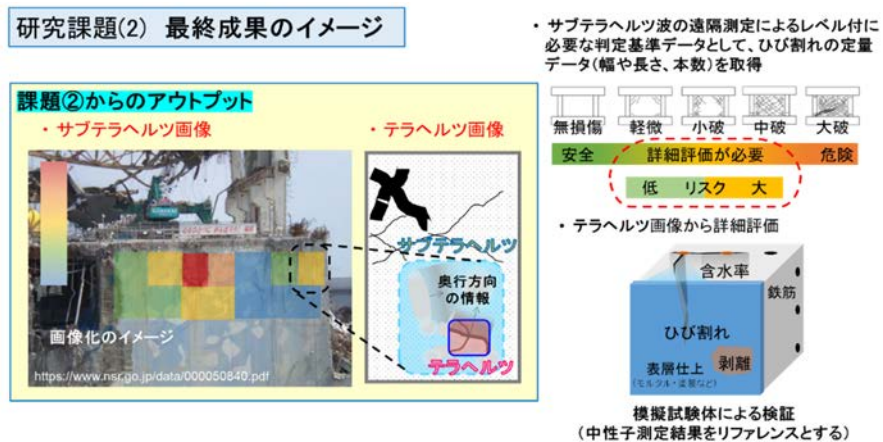 研究課題(2) 最終成果のイメージ
課題②からのアウトプット
・サブテラヘルツ画像
・テラヘルツ画像
画像化のイメージ
https://www.nsr.go.jp/data/000050840.pdf
サブテラヘルツ
奥行方向
の情報
テラヘルツ
・サブテラヘルツ波の遠隔測定によるレベル付に
必要な判定基準データとして、ひび割れの定量
データ(幅や長さ、本数)を取得
無損傷 軽微 小破 中破 大破
安全 詳細評価が必要 危険
低 リスク 大
・テラヘルツ画像から詳細評価
含水率
鉄筋
ひび割れ
剥離
表層仕上
(モルタル・塗装など)
模擬試験体による検証
(中性子測定結果をリファレンスとする)